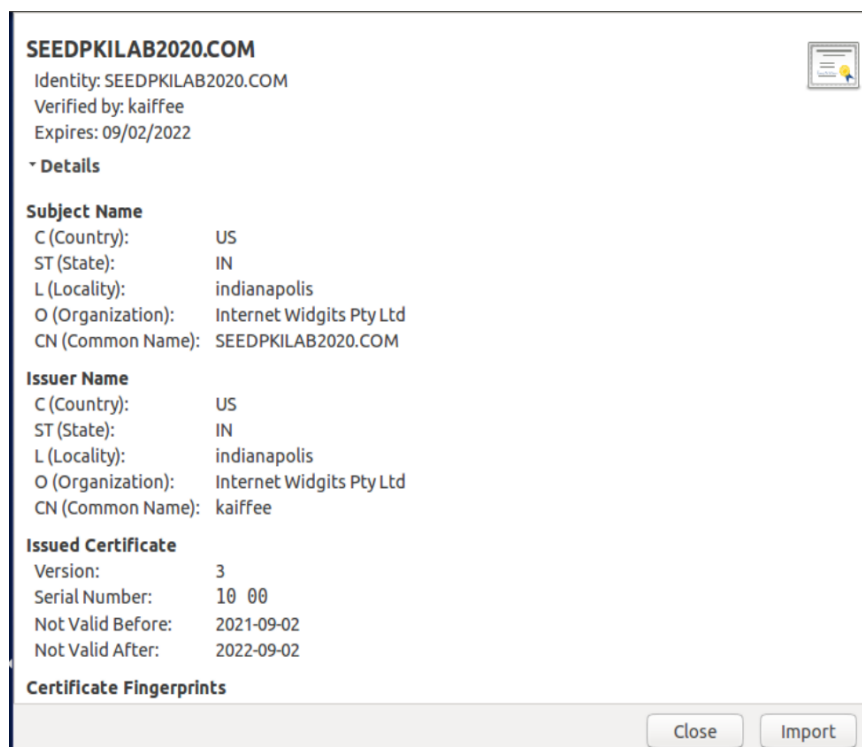 SEEDPKILAB2020.COM
Identity: SEEDPKILAB2020.COM
Verified by: kaiffee
Expires: 09/02/2022
Details
Subject Name
C (Country): US
ST (State): IN
L (Locality): indianapolis
O (Organization): Internet Widgits Pty Ltd
CN (Common Name): SEEDPKILAB2020.COM
Issuer Name
C (Country): US
ST (State): IN
L (Locality): indianapolis
O (Organization): Internet Widgits Pty Ltd
CN (Common Name): kaiffee
Issued Certificate
Version: 3
Serial Number: 10 00
Not Valid Before: 2021-09-02
Not Valid After: 2022-09-02
Certificate Fingerprints
Close Import